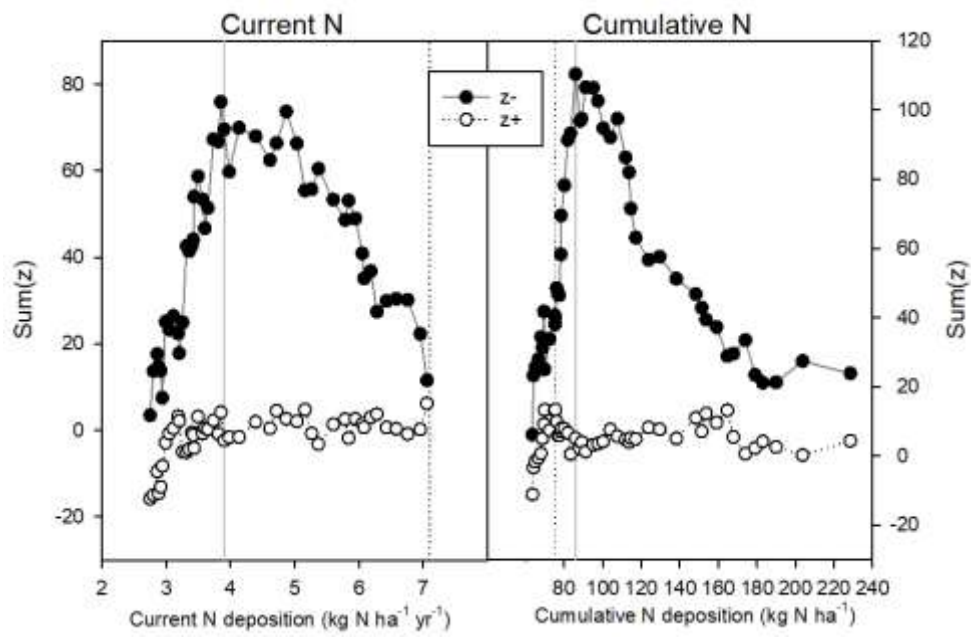 Current N
Cumulative N
z-
z+
Sum(z)
80
60
40
20
0
-20
120
100
80
60
40
20
0
-20
Sum(z)
2 3 4 5 6 7
80 100 120 140 160 180 200 220 240
Current N deposition (kg N ha⁻¹ yr⁻¹)
Cumulative N deposition (kg N ha⁻¹)